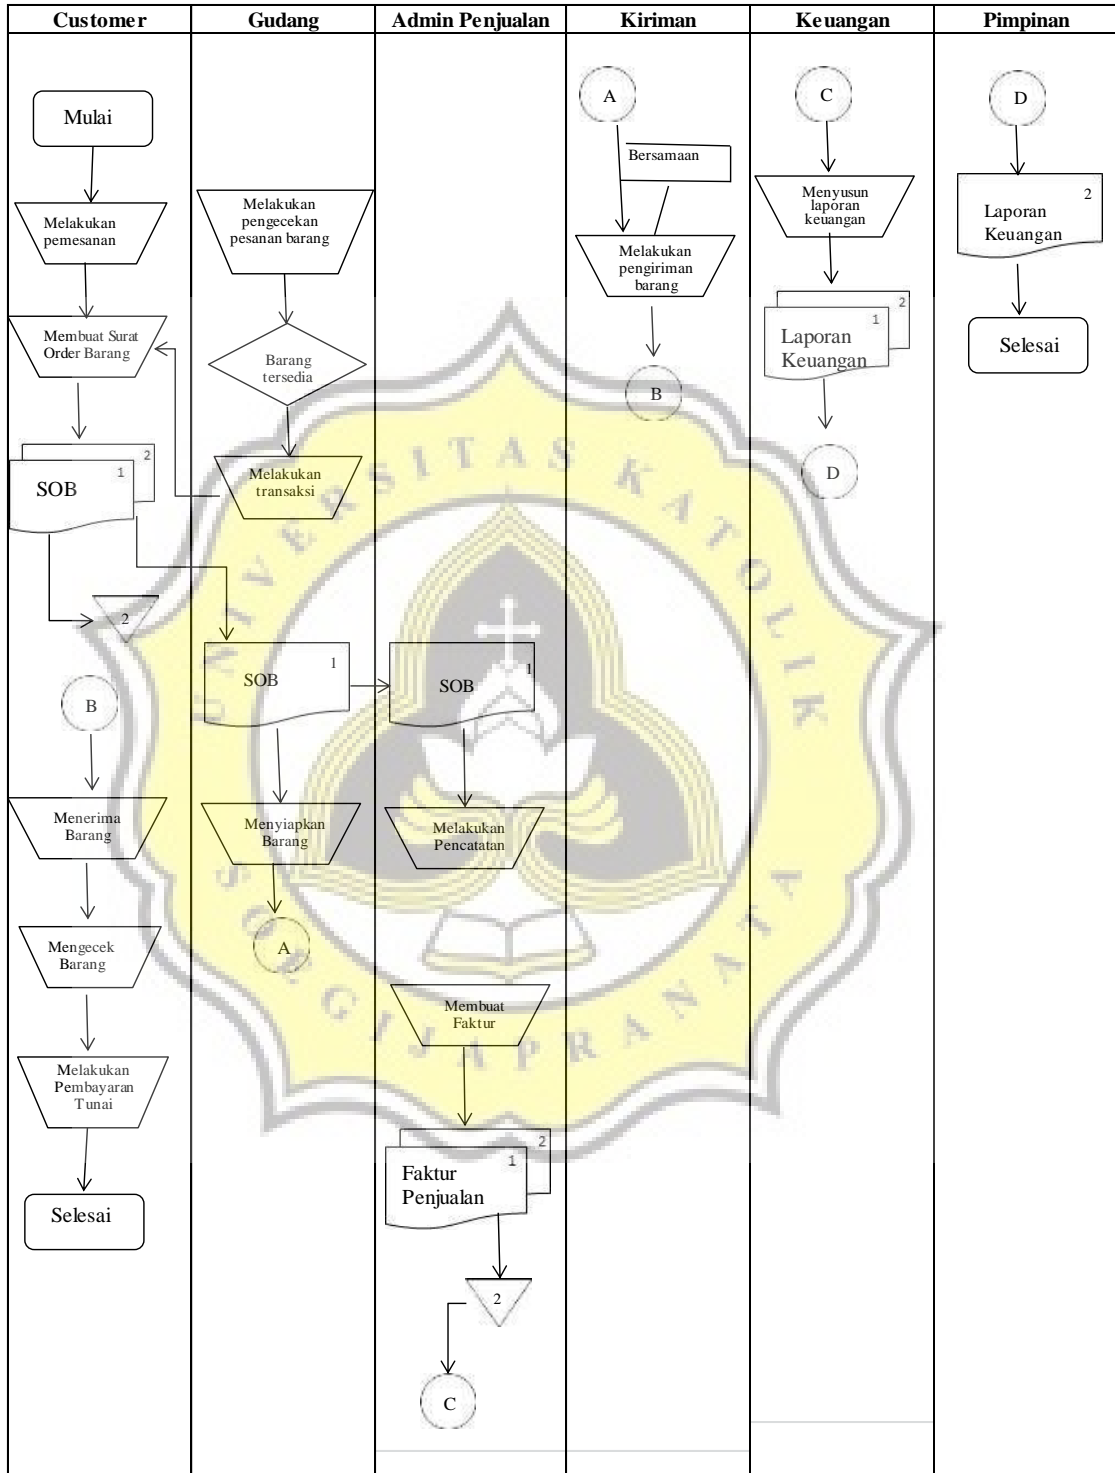 Customer
Gudang
Admin Penjualan
Kiriman
Keuangan
Pimpinan
Mulai
Melakukan
pemesanan
Membuat Surat
Order Barang
SOB
1
2
2
B
Menerima
Barang
Mengecek
Barang
Melakukan
Pembayaran
Tunai
Selesai
Melakukan
pengecekan
pesanan barang
Barang
tersedia
Melakukan
transaksi
SOB
1
Menyiapkan
Barang
A
SOB
1
Melakukan
Pencatatan
Membuat
Faktur
Faktur
Penjualan
1
2
2
C
A
Bersamaan
Melakukan
pengiriman
barang
B
C
Menyusun
laporan
keuangan
Laporan
Keuangan
1
2
D
D
Laporan
Keuangan
2
Selesai
UNIVERSITAS KATOLIK
SOEGIJAPRANATA